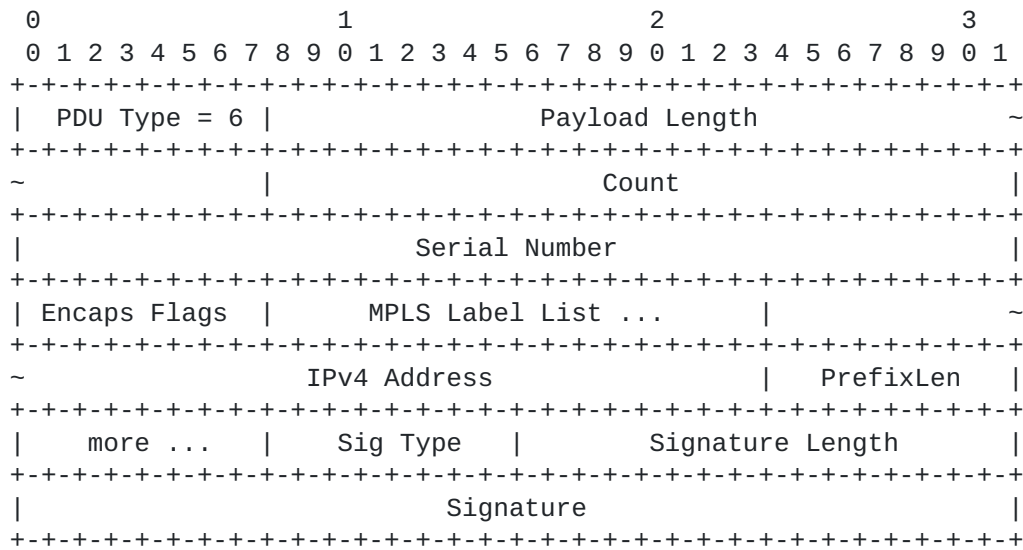 0                   1                   2                   3
 0 1 2 3 4 5 6 7 8 9 0 1 2 3 4 5 6 7 8 9 0 1 2 3 4 5 6 7 8 9 0 1
+-+-+-+-+-+-+-+-+-+-+-+-+-+-+-+-+-+-+-+-+-+-+-+-+-+-+-+-+-+-+-+-+
|  PDU Type = 6 |                 Payload Length                ~
+-+-+-+-+-+-+-+-+-+-+-+-+-+-+-+-+-+-+-+-+-+-+-+-+-+-+-+-+-+-+-+-+
~               |                     Count                     |
+-+-+-+-+-+-+-+-+-+-+-+-+-+-+-+-+-+-+-+-+-+-+-+-+-+-+-+-+-+-+-+-+
|                         Serial Number                         |
+-+-+-+-+-+-+-+-+-+-+-+-+-+-+-+-+-+-+-+-+-+-+-+-+-+-+-+-+-+-+-+-+
| Encaps Flags  |      MPLS Label List ...      |               ~
+-+-+-+-+-+-+-+-+-+-+-+-+-+-+-+-+-+-+-+-+-+-+-+-+-+-+-+-+-+-+-+-+
~                  IPv4 Address                 |   PrefixLen   |
+-+-+-+-+-+-+-+-+-+-+-+-+-+-+-+-+-+-+-+-+-+-+-+-+-+-+-+-+-+-+-+-+
|    more ...   |    Sig Type   |        Signature Length       |
+-+-+-+-+-+-+-+-+-+-+-+-+-+-+-+-+-+-+-+-+-+-+-+-+-+-+-+-+-+-+-+-+
|                           Signature                           |
+-+-+-+-+-+-+-+-+-+-+-+-+-+-+-+-+-+-+-+-+-+-+-+-+-+-+-+-+-+-+-+-+